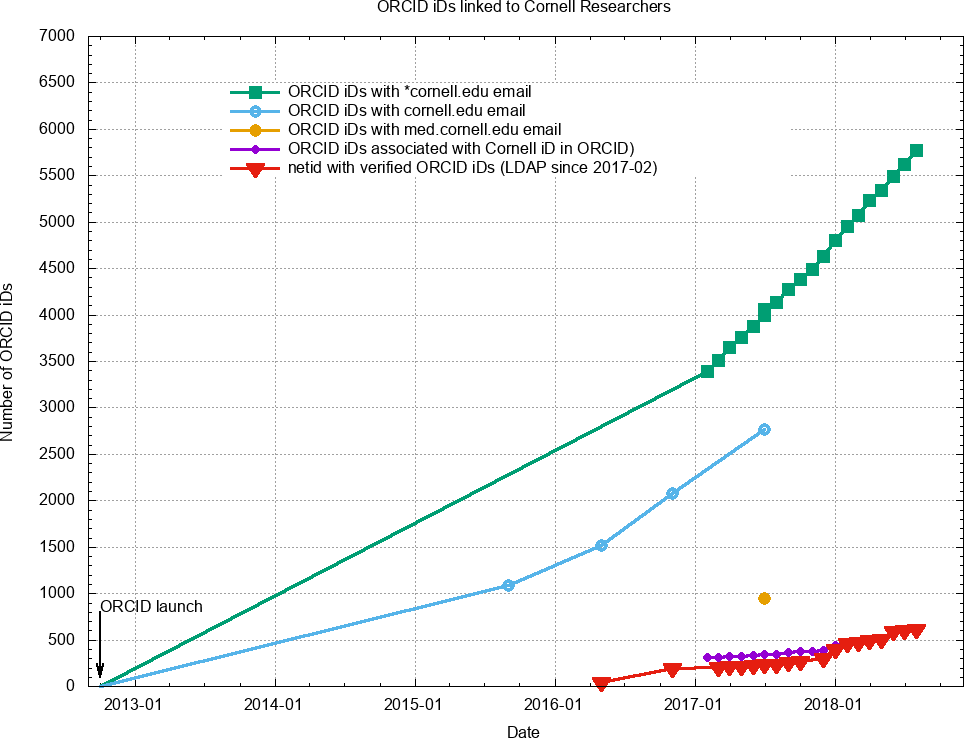 ORCID iDs linked to Cornell Researchers
7000
6500
6000
5500
5000
4500
4000
3500
3000
2500
2000
1500
1000
500
0
Number of ORCID iDs
ORCID iDs with *cornell.edu email
ORCID iDs with cornell.edu email
ORCID iDs with med.cornell.edu email
ORCID iDs associated with Cornell iD in ORCID)
netid with verified ORCID iDs (LDAP since 2017-02)
ORCID launch
2013-01 2014-01 2015-01 2016-01 2017-01 2018-01
Date